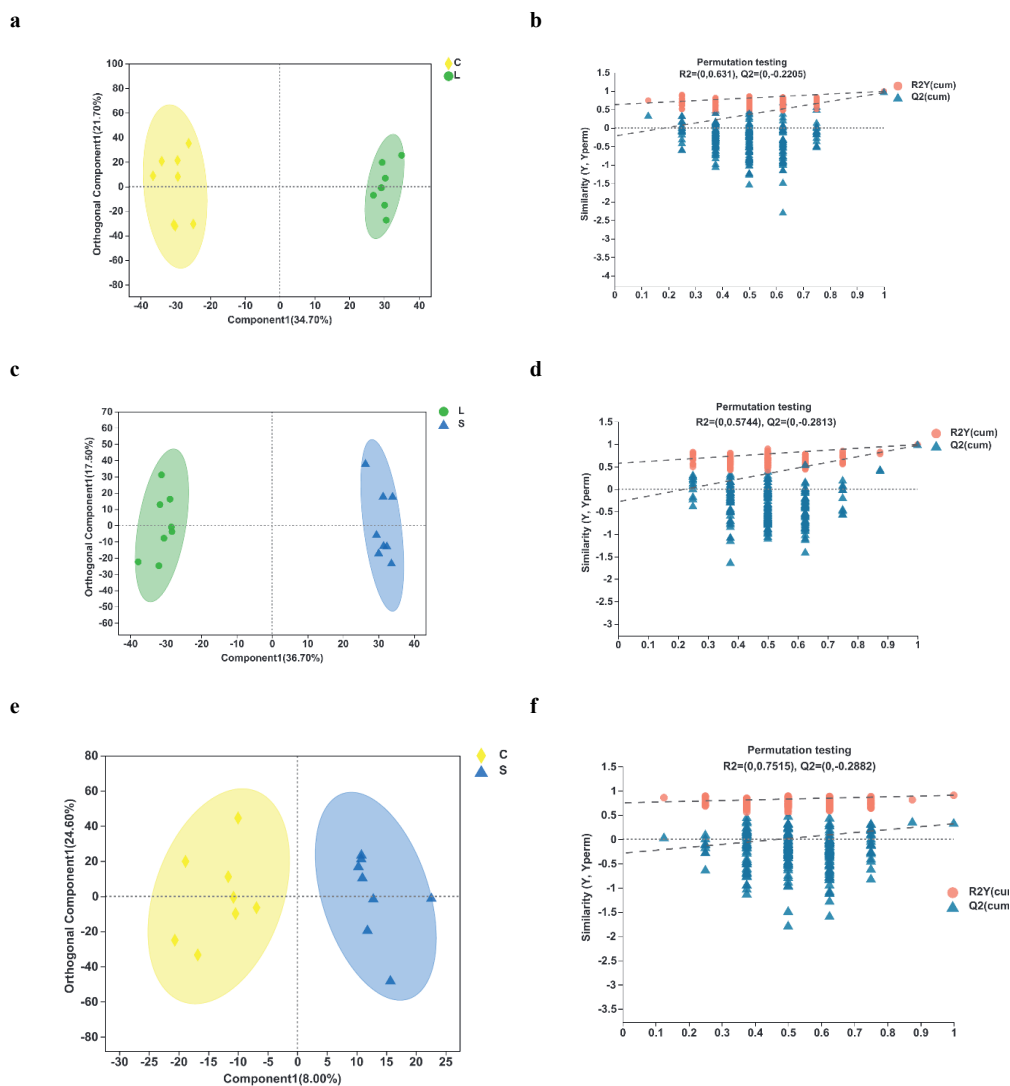 a
b
C
L
100
80
60
40
20
0
-20
-40
-60
-80
Orthogonal Component1(21.70%)
-40 -30 -20 -10 0 10 20 30 40
Component1(34.70%)
Permutation testing
R2=(0,0.631), Q2=(0,-0.2205)
R2Y(cum)
Q2(cum)
1.5
1
0.5
0
-0.5
-1
-1.5
-2
-2.5
-3
-3.5
-4
Similarity (Y, Yperm)
0 0.1 0.2 0.3 0.4 0.5 0.6 0.7 0.8 0.9 1
c
d
L
S
70
60
50
40
30
20
10
0
-10
-20
-30
-40
-50
-60
Orthogonal Component1(17.50%)
-40 -30 -20 -10 0 10 20 30 40
Component1(36.70%)
Permutation testing
R2=(0,0.5744), Q2=(0,-0.2813)
R2Y(cum)
Q2(cum)
1.5
1
0.5
0
-0.5
-1
-1.5
-2
-2.5
-3
Similarity (Y, Yperm)
0 0.1 0.2 0.3 0.4 0.5 0.6 0.7 0.8 0.9 1
e
f
C
S
80
60
40
20
0
-20
-40
-60
-80
Orthogonal Component1(24.60%)
-30 -25 -20 -15 -10 -5 0 5 10 15 20 25
Component1(8.00%)
Permutation testing
R2=(0,0.7515), Q2=(0,-0.2882)
1.5
1
0.5
0
-0.5
-1
-1.5
-2
-2.5
-3
-3.5
Similarity (Y, Yperm)
R2Y(cum
Q2(cum
0 0.1 0.2 0.3 0.4 0.5 0.6 0.7 0.8 0.9 1